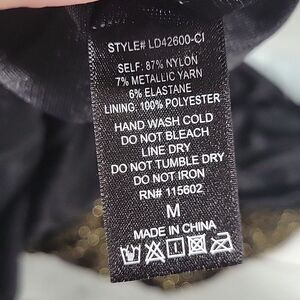 STYLE# LD42600-CI
SELF: 87% NYLON
7% METALLIC YARN
6% ELASTANE
LINING: 100% POLYESTER
HAND WASH COLD
DO NOT BLEACH
LINE DRY
DO NOT TUMBLE DRY
DO NOT IRON
RN# 115602
M
MADE IN CHINA